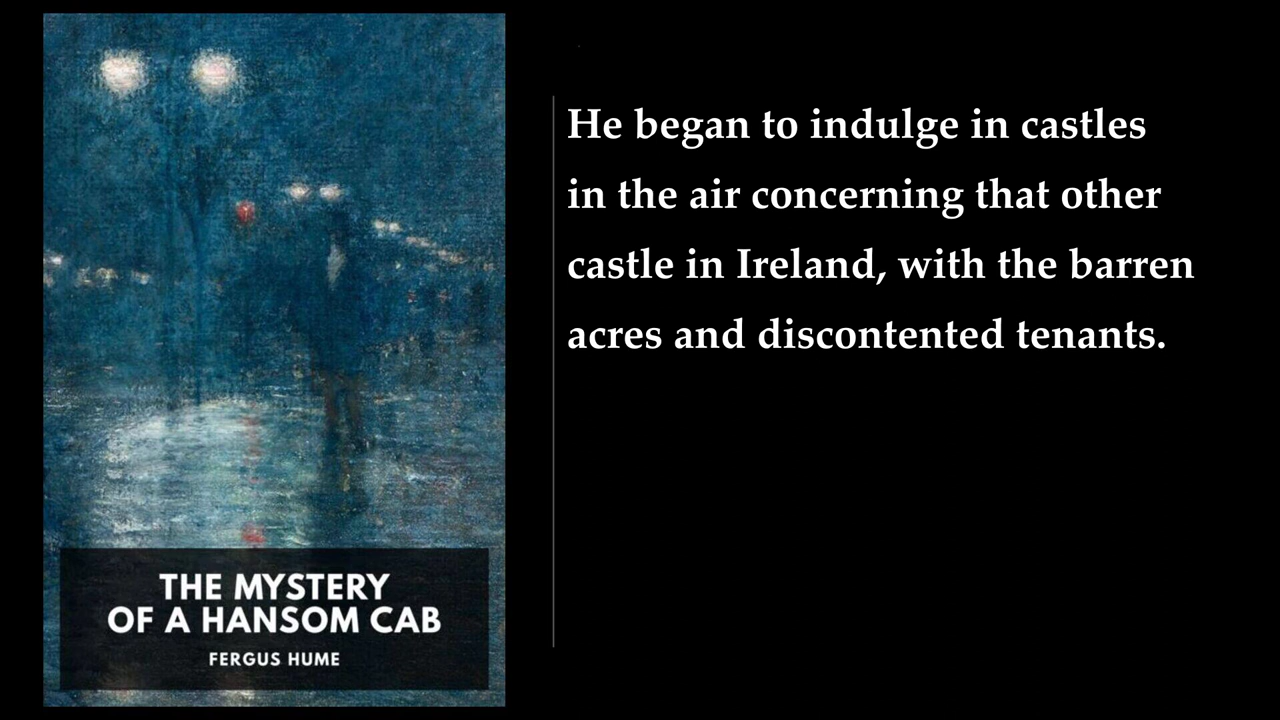 He began to indulge in castles
in the air concerning that other
castle in Ireland, with the barren
acres and discontented tenants.
THE MYSTERY
OF A HANSOM CAB
FERGUS HUME